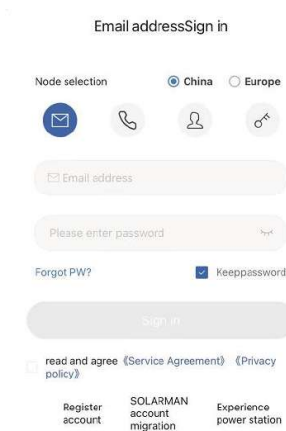 Email addressSign in
Node selection China Europe
Email address
Please enter password
Forgot PW? Keeppassword
Sign in
read and agree 《Service Agreement》 《Privacy
policy》
Register
account
SOLARMAN
account
migration
Experience
power station